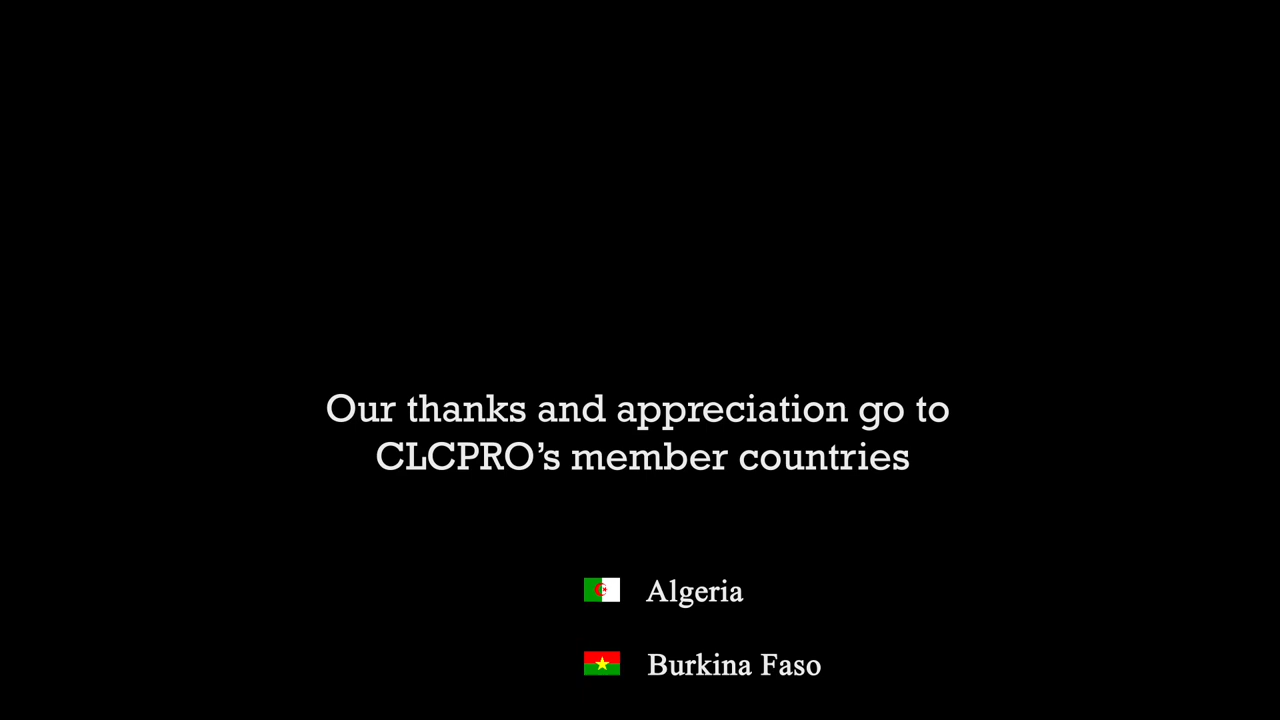 Our thanks and appreciation go to
CLCPRO’s member countries
Algeria
Burkina Faso